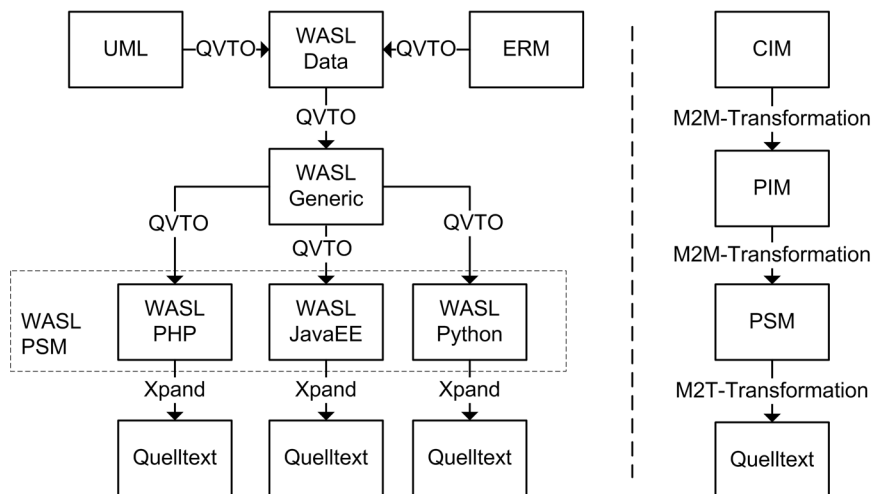 UML
QVTO
WASL
Data
QVTO
ERM
CIM
QVTO
M2M-Transformation
WASL
Generic
PIM
QVTO
QVTO
QVTO
M2M-Transformation
WASL
PSM
WASL
PHP
WASL
JavaEE
WASL
Python
PSM
Xpand
Xpand
Xpand
M2T-Transformation
Quelltext
Quelltext
Quelltext
Quelltext